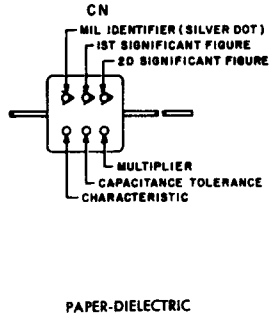 CN
MIL IDENTIFIER (SILVER DOT)
1ST SIGNIFICANT FIGURE
2D SIGNIFICANT FIGURE
MULTIPLIER
CAPACITANCE TOLERANCE
CHARACTERISTIC
PAPER-DIELECTRIC